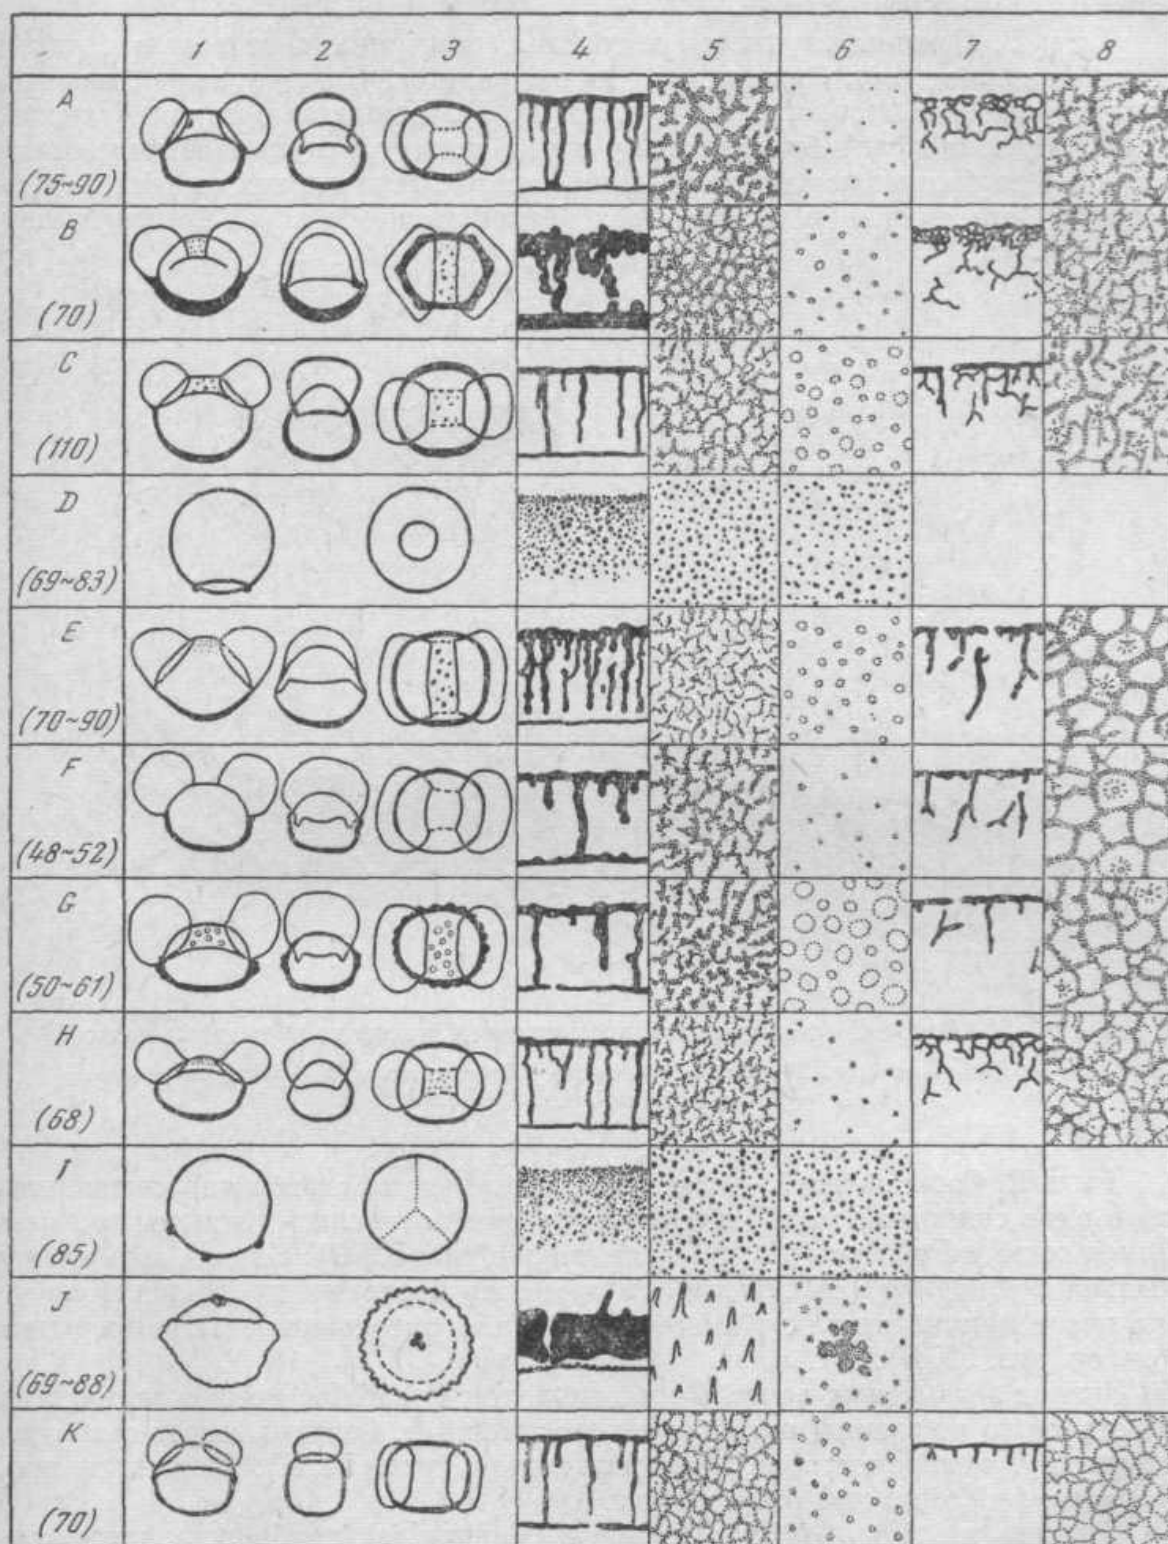 1 2 3 4 5 6 7 8
A
(75~90)
B
(70)
C
(110)
D
(69~83)
E
(70~90)
F
(48~52)
G
(50~61)
H
(68)
I
(85)
J
(69~88)
K
(70)